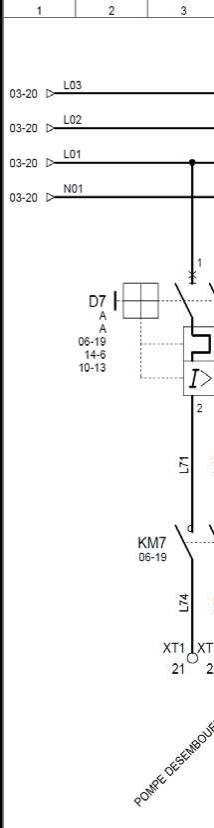 1 2 3
03-20 L03
03-20 L02
03-20 L01
03-20 N01
1
D7
A
A
06-19
14-6
10-13
I>
2
L71
KM7
06-19
L74
XT1 XT
21 2
POMPE DESEMBOUE